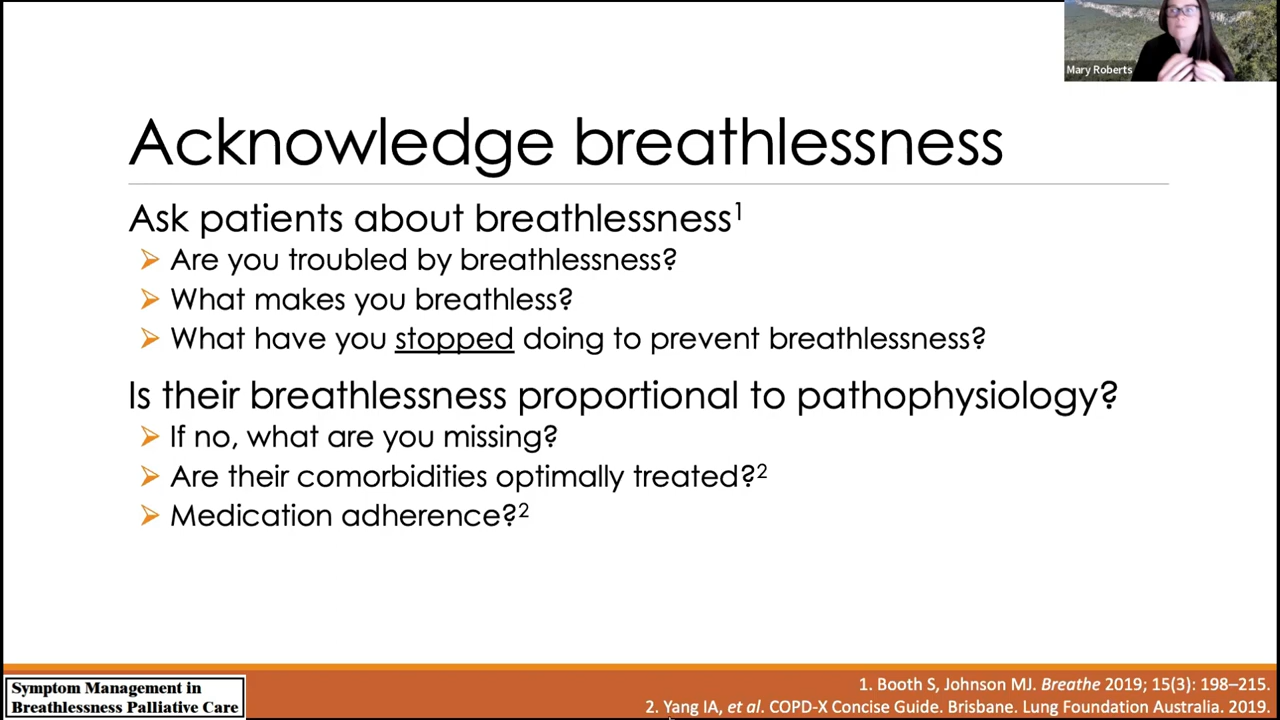 Mary Roberts
Acknowledge breathlessness
Ask patients about breathlessness¹
➢ Are you troubled by breathlessness?
➢ What makes you breathless?
➢ What have you stopped doing to prevent breathlessness?
Is their breathlessness proportional to pathophysiology?
➢ If no, what are you missing?
➢ Are their comorbidities optimally treated?²
➢ Medication adherence?²
Symptom Management in
Breathlessness Palliative Care
1. Booth S, Johnson MJ. Breathe 2019; 15(3): 198–215.
2. Yang IA, et al. COPD-X Concise Guide. Brisbane. Lung Foundation Australia. 2019.